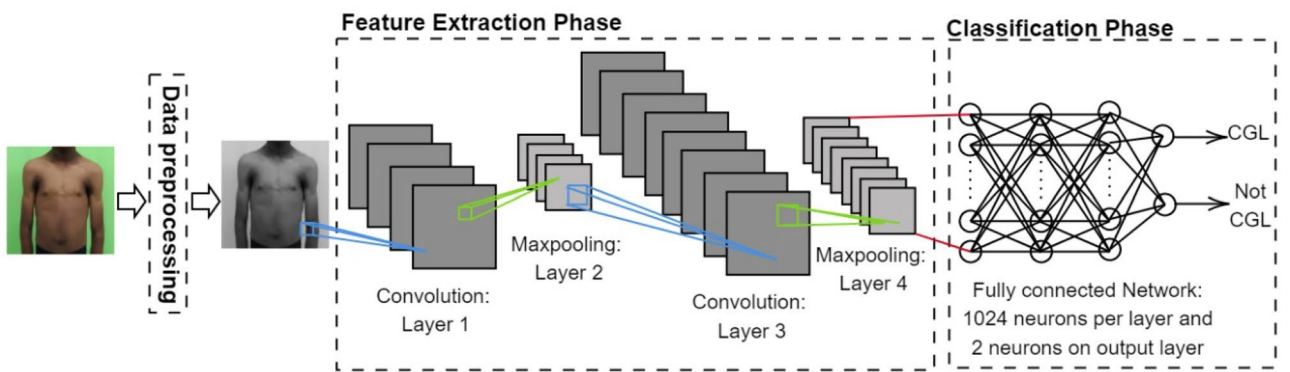 Feature Extraction Phase
Classification Phase
Data preprocessing
Convolution:
Layer 1
Maxpooling:
Layer 2
Convolution:
Layer 3
Maxpooling:
Layer 4
CGL
Not
CGL
Fully connected Network:
1024 neurons per layer and
2 neurons on output layer